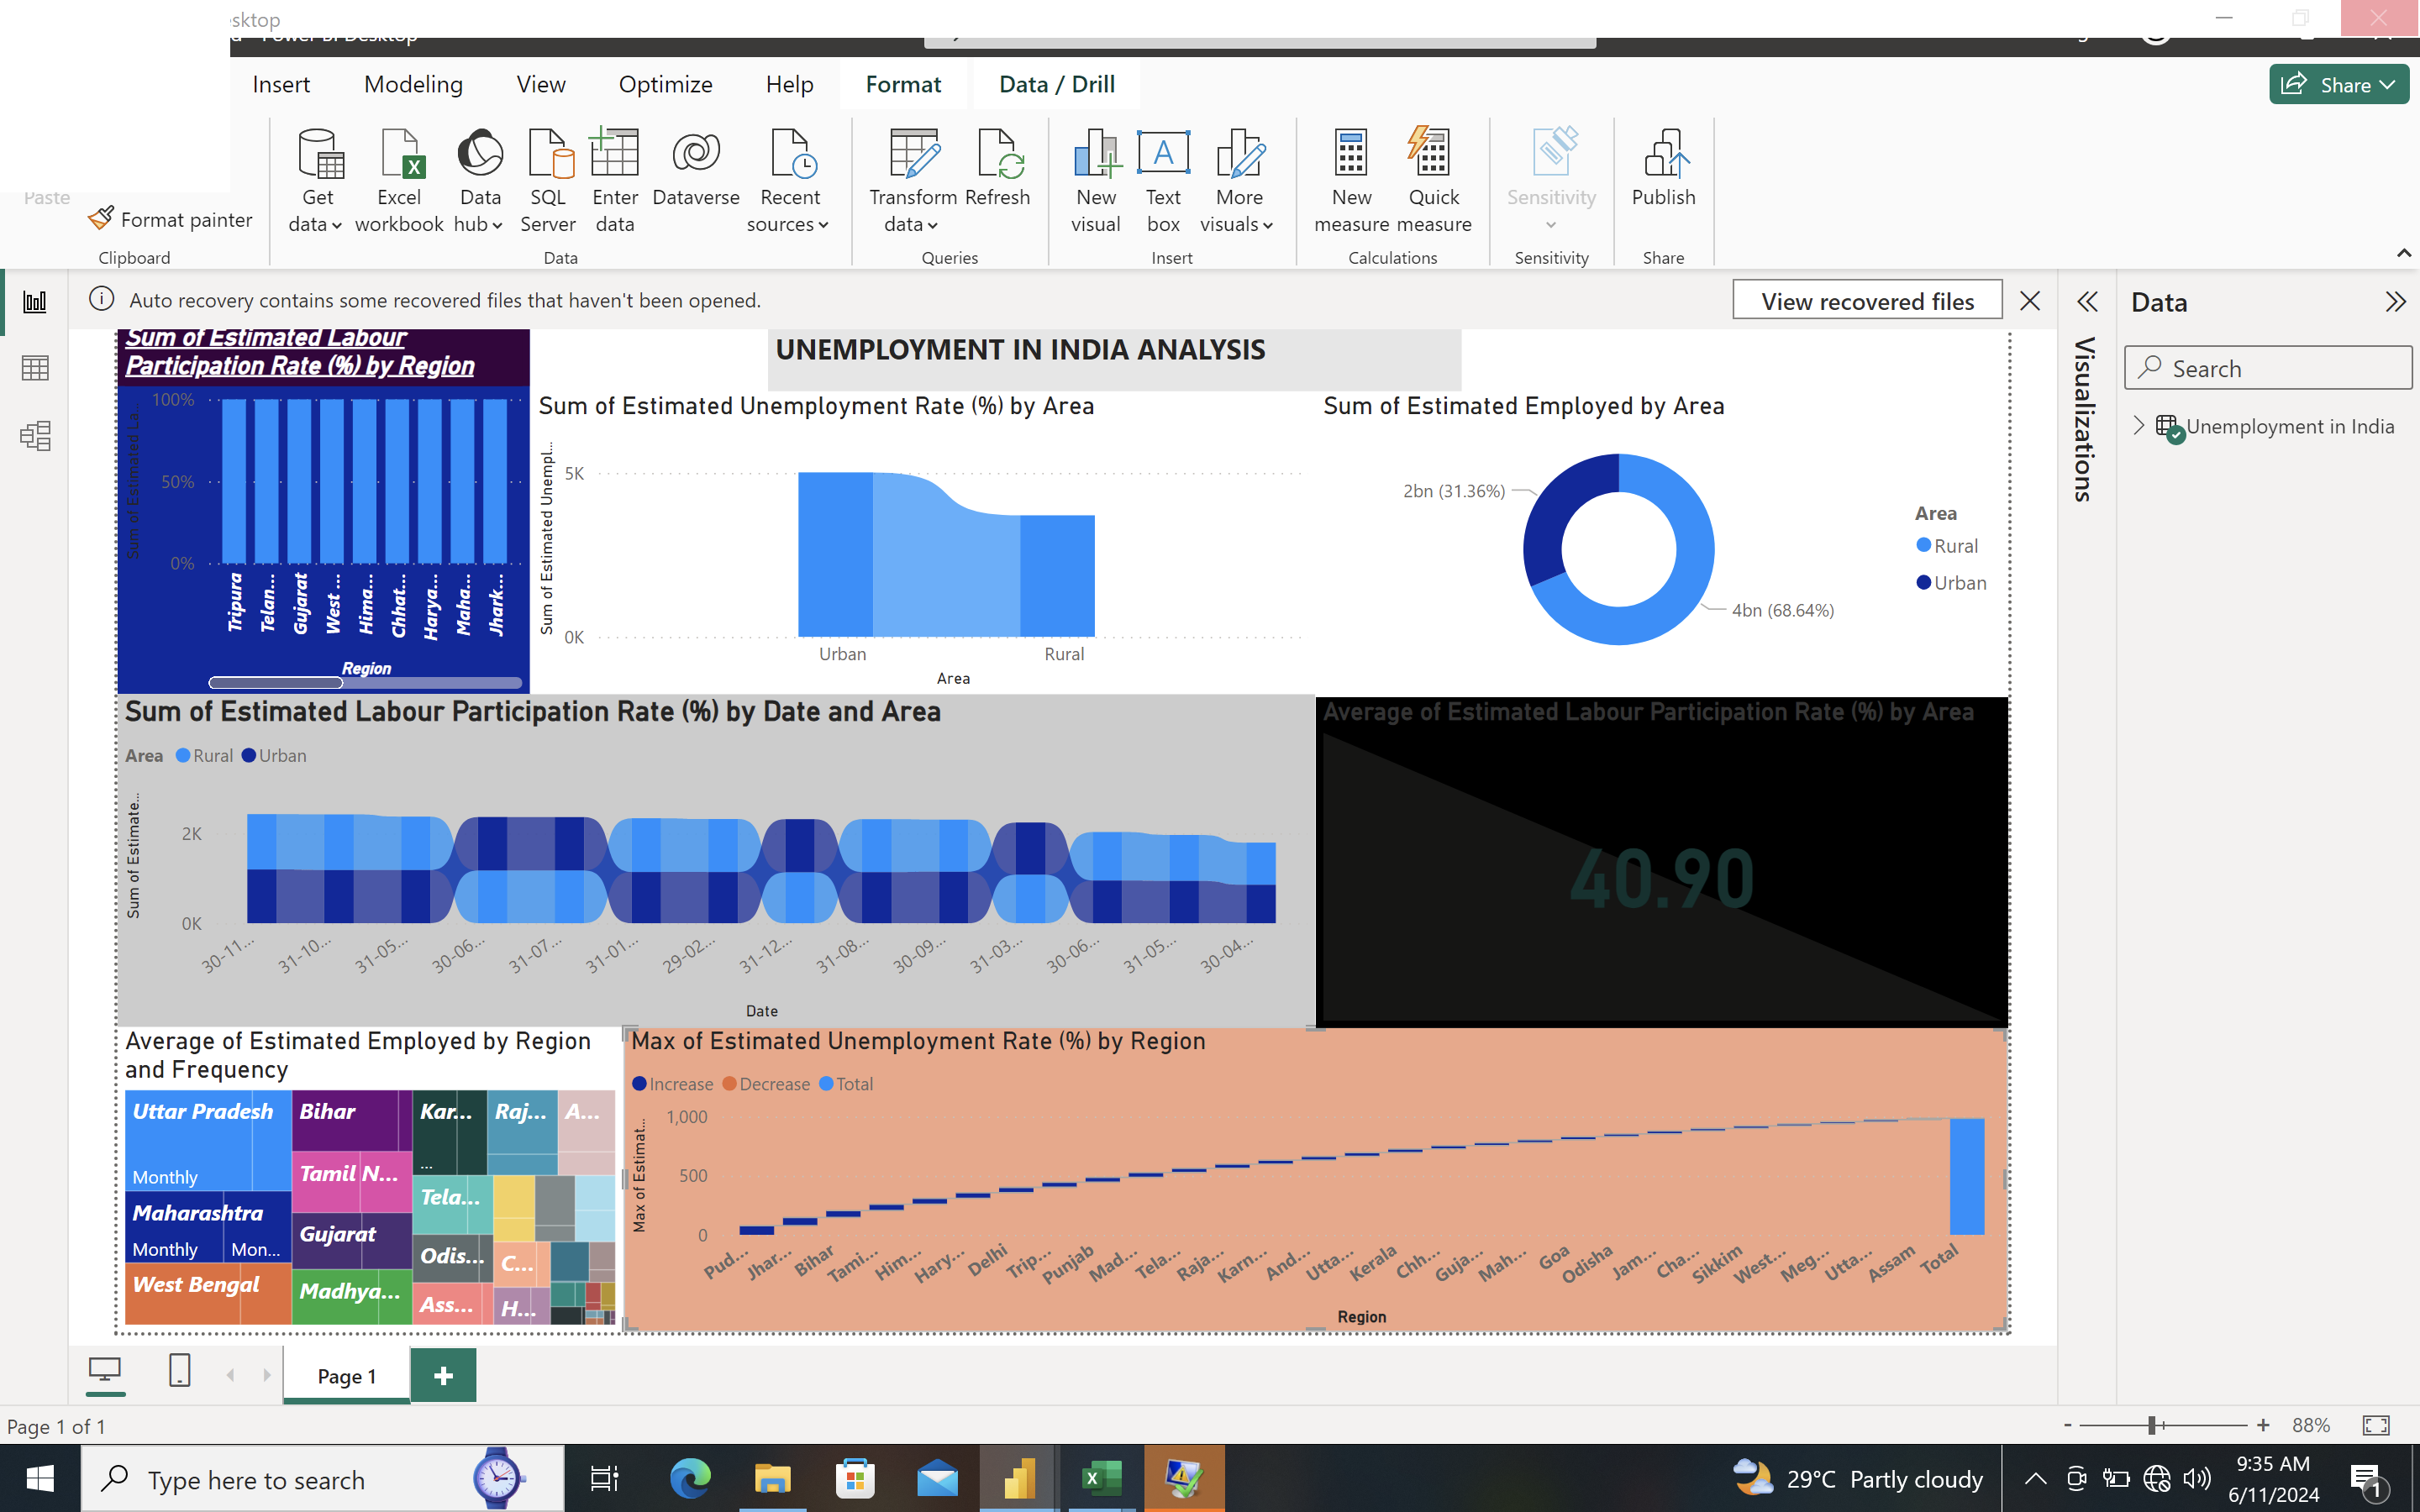 sktop
Power BI Desktop
Insert Modeling View Optimize Help Format Data / Drill
Share
Paste
Format painter
Get data
Excel workbook
Data hub
SQL Server
Enter data
Dataverse
Recent sources
Transform data
Refresh
New visual
Text box
More visuals
New measure
Quick measure
Sensitivity
Publish
Clipboard Data Queries Insert Calculations Sensitivity Share
Auto recovery contains some recovered files that haven't been opened.
View recovered files
Data
Search
Unemployment in India
Visualizations
Sum of Estimated Labour
Participation Rate (%) by Region
Sum of Estimated La...
100%
50%
0%
Tripura Telan... Gujarat West ... Hima... Chhat... Harya... Maha... Jhark...
Region
UNEMPLOYMENT IN INDIA ANALYSIS
Sum of Estimated Unemployment Rate (%) by Area
Sum of Estimated Unempl...
5K
0K
Urban Rural
Area
Sum of Estimated Employed by Area
2bn (31.36%)
4bn (68.64%)
Area
Rural
Urban
Sum of Estimated Labour Participation Rate (%) by Date and Area
Area Rural Urban
Sum of Estimate...
2K
0K
30-11... 31-10... 31-05... 30-06... 31-07... 31-01... 29-02... 31-12... 31-08... 30-09... 31-03... 30-06... 31-05... 30-04...
Date
Average of Estimated Labour Participation Rate (%) by Area
40.90
Average of Estimated Employed by Region
and Frequency
Uttar Pradesh
Monthly
Maharashtra
Monthly Mon...
West Bengal
Bihar
Tamil N...
Gujarat
Madhya...
Kar...
...
Tela...
Odis...
Ass...
Raj...
A...
C...
H...
Max of Estimated Unemployment Rate (%) by Region
Increase Decrease Total
Max of Estimat...
1,000
500
0
Pud... Jhar... Bihar Tami... Him... Hary... Delhi Trip... Punjab Mad... Tela... Raja... Karn... And... Utta... Kerala Chh... Guja... Mah... Goa Odisha Jam... Cha... Sikkim West... Meg... Utta... Assam Total
Region
Page 1
Page 1 of 1
- + 88%
Type here to search
29°C Partly cloudy
9:35 AM
6/11/2024
1